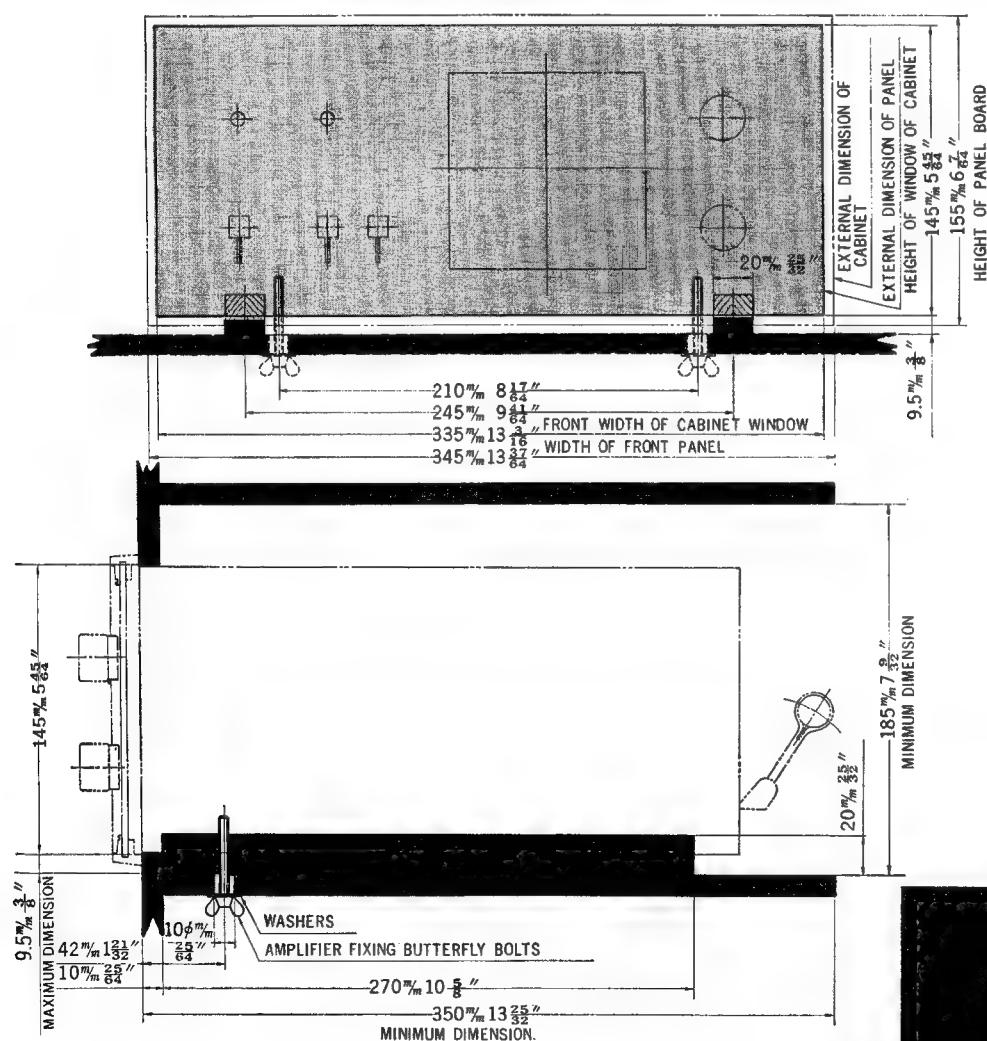 EXTERNAL DIMENSION OF
CABINET
EXTERNAL DIMENSION OF PANEL
HEIGHT OF WINDOW OF CABINET
145m/m 5 45/64"
155m/m 6 7/64"
HEIGHT OF PANEL BOARD
20m/m 25/32"
9.5m/m 3/8"
210m/m 8 17/64"
245m/m 9 41/64"
335m/m 13 3/16" FRONT WIDTH OF CABINET WINDOW
345m/m 13 37/64" WIDTH OF FRONT PANEL
145m/m 5 45/64"
185m/m 7 9/32"
MINIMUM DIMENSION
20m/m 25/32"
9.5m/m 3/8"
MAXIMUM DIMENSION
WASHERS
10φm/m
25/64"
AMPLIFIER FIXING BUTTERFLY BOLTS
42m/m 1 21/32"
10m/m 25/64"
270m/m 10 5/8"
350m/m 13 25/32"
MINIMUM DIMENSION.